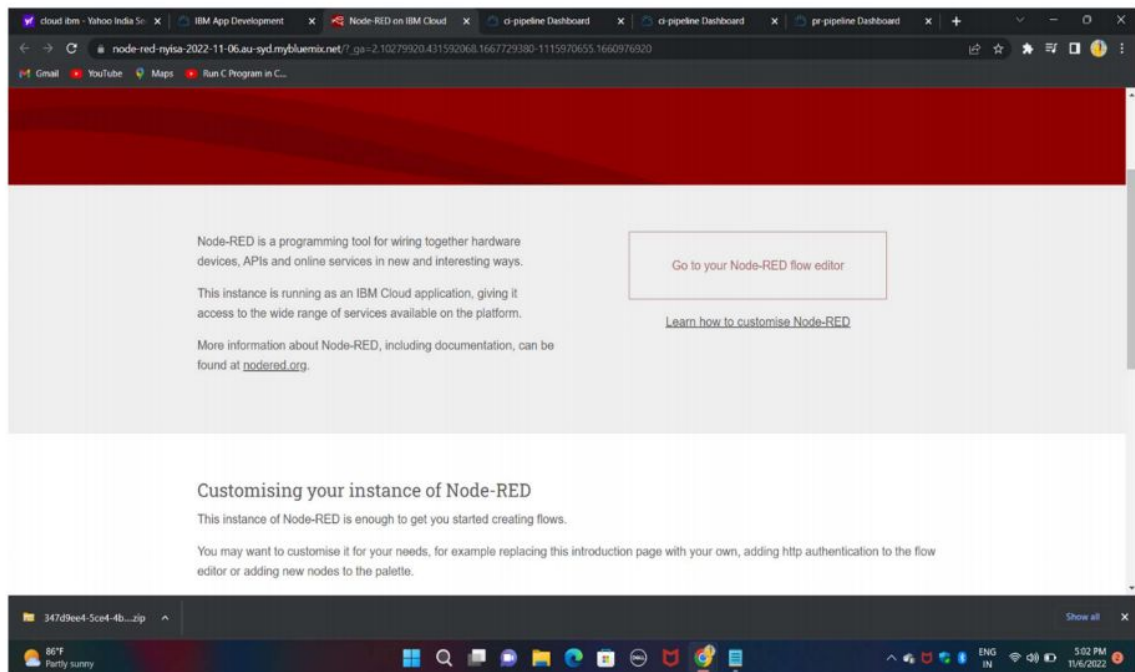 cloud ibm - Yahoo India Se
IBM App Development
Node-RED on IBM Cloud
ci-pipeline Dashboard
ci-pipeline Dashboard
pr-pipeline Dashboard
node-red-nyisa-2022-11-06.au-syd.mybluemix.net/?_ga=2.10279920.431592068.1667729380-1115970655.1660976920
Gmail
YouTube
Maps
Run C Program in C...
Node-RED is a programming tool for wiring together hardware
devices, APIs and online services in new and interesting ways.
This instance is running as an IBM Cloud application, giving it
access to the wide range of services available on the platform.
More information about Node-RED, including documentation, can be
found at nodered.org.
Go to your Node-RED flow editor
Learn how to customise Node-RED
Customising your instance of Node-RED
This instance of Node-RED is enough to get you started creating flows.
You may want to customise it for your needs, for example replacing this introduction page with your own, adding http authentication to the flow
editor or adding new nodes to the palette.
347d9ee4-5ce4-4b....zip
Show all
86°F
Partly sunny
ENG
IN
5:02 PM
11/6/2022
2